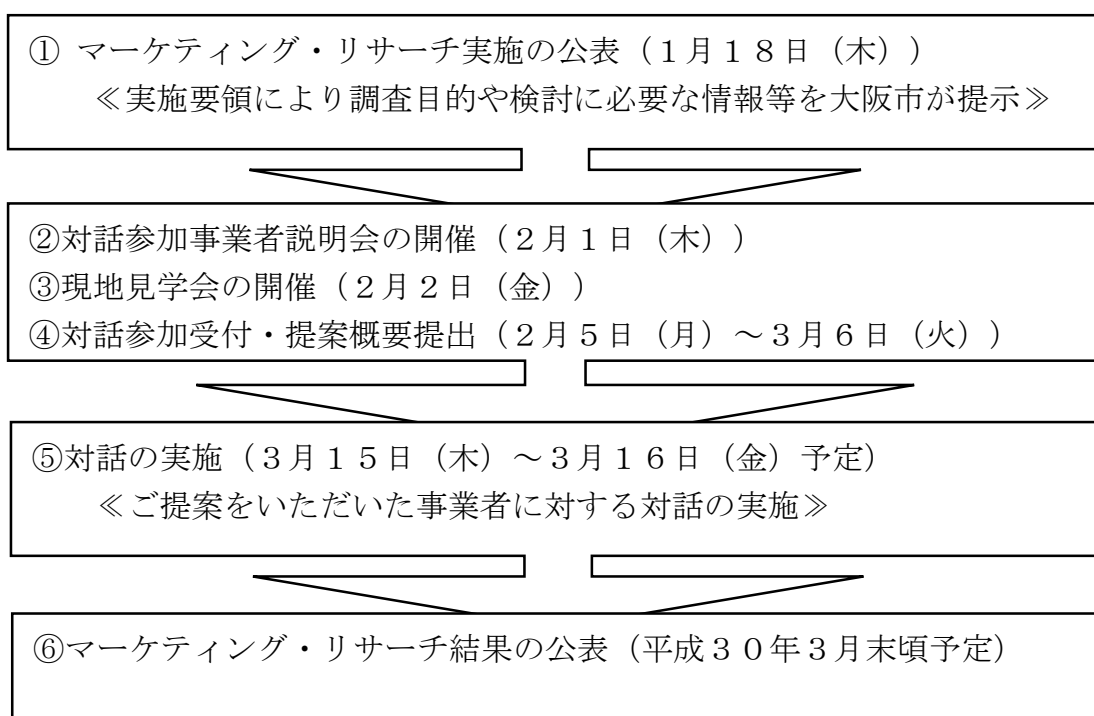 ① マーケティング・リサーチ実施の公表（１月１８日（木））
≪実施要領により調査目的や検討に必要な情報等を大阪市が提示≫
②対話参加事業者説明会の開催（２月１日（木））
③現地見学会の開催（２月２日（金））
④対話参加受付・提案概要提出（２月５日（月）～３月６日（火））
⑤対話の実施（３月１５日（木）～３月１６日（金）予定）
≪ご提案をいただいた事業者に対する対話の実施≫
⑥マーケティング・リサーチ結果の公表（平成３０年３月末頃予定）